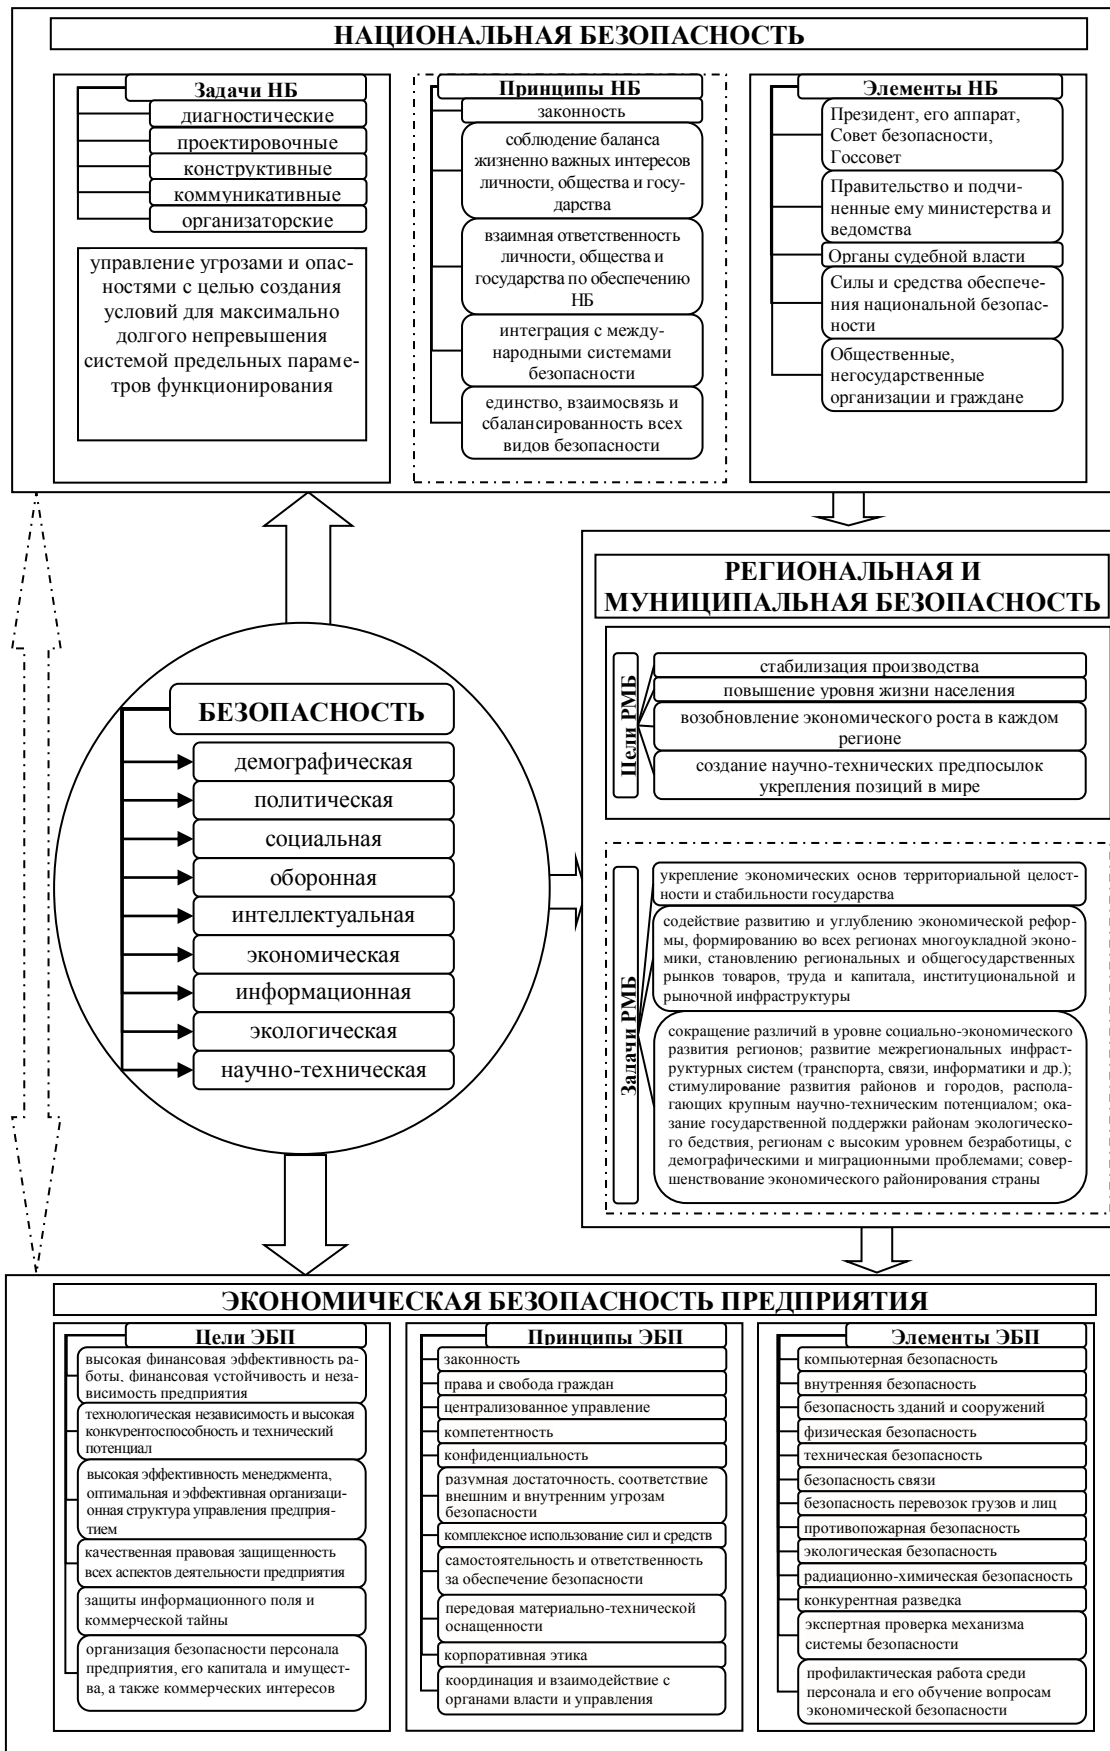 НАЦИОНАЛЬНАЯ БЕЗОПАСНОСТЬ
Задачи НБ
диагностические
проектировочные
конструктивные
коммуникативные
организаторские
управление угрозами и опас-
ностями с целью создания
условий для максимально
долгого непревышения
системой предельных параме-
тров функционирования
Принципы НБ
законность
соблюдение баланса
жизненно важных интересов
личности, общества и госу-
дарства
взаимная ответственность
личности, общества и
государства по обеспечению
НБ
интеграция с между-
народными системами
безопасности
единство, взаимосвязь и
сбалансированность всех
видов безопасности
Элементы НБ
Президент, его аппарат,
Совет безопасности,
Госсовет
Правительство и подчи-
ненные ему министерства и
ведомства
Органы судебной власти
Силы и средства обеспече-
ния национальной безопас-
ности
Общественные,
негосударственные
организации и граждане
БЕЗОПАСНОСТЬ
демографическая
политическая
социальная
оборонная
интеллектуальная
экономическая
информационная
экологическая
научно-техническая
РЕГИОНАЛЬНАЯ И
МУНИЦИПАЛЬНАЯ БЕЗОПАСНОСТЬ
Цели РМБ
стабилизация производства
повышение уровня жизни населения
возобновление экономического роста в каждом
регионе
создание научно-технических предпосылок
укрепления позиций в мире
Задачи РМБ
укрепление экономических основ территориальной целост-
ности и стабильности государства
содействие развитию и углублению экономической рефор-
мы, формированию во всех регионах многоукладной эконо-
мики, становлению региональных и общегосударственных
рынков товаров, труда и капитала, институциональной и
рыночной инфраструктуры
сокращение различий в уровне социально-экономического
развития регионов; развитие межрегиональных инфраст-
руктурных систем (транспорта, связи, информатики и др.);
стимулирование развития районов и городов, распола-
гающих крупным научно-техническим потенциалом; ока-
зание государственной поддержки районам экологическо-
го бедствия, регионам с высоким уровнем безработицы, с
демографическими и миграционными проблемами; совер-
шенствование экономического районирования страны
ЭКОНОМИЧЕСКАЯ БЕЗОПАСНОСТЬ ПРЕДПРИЯТИЯ
Цели ЭБП
высокая финансовая эффективность ра-
боты, финансовая устойчивость и неза-
висимость предприятия
технологическая независимость и высокая
конкурентоспособность и технический
потенциал
высокая эффективность менеджмента,
оптимальная и эффективная организаци-
онная структура управления предприя-
тием
качественная правовая защищенность
всех аспектов деятельности предприятия
защиты информационного поля и
коммерческой тайны
организация безопасности персонала
предприятия, его капитала и имущест-
ва, а также коммерческих интересов
Принципы ЭБП
законность
права и свобода граждан
централизованное управление
компетентность
конфиденциальность
разумная достаточность, соответствие
внешним и внутренним угрозам
безопасности
комплексное использование сил и средств
самостоятельность и ответственность
за обеспечение безопасности
передовая материально-технической
оснащенности
корпоративная этика
координация и взаимодействие с
органами власти и управления
Элементы ЭБП
компьютерная безопасность
внутренняя безопасность
безопасность зданий и сооружений
физическая безопасность
техническая безопасность
безопасность связи
безопасность перевозок грузов и лиц
противопожарная безопасность
экологическая безопасность
радиационно-химическая безопасность
конкурентная разведка
экспертная проверка механизма
системы безопасности
профилактическая работа среди
персонала и его обучение вопросам
экономической безопасности